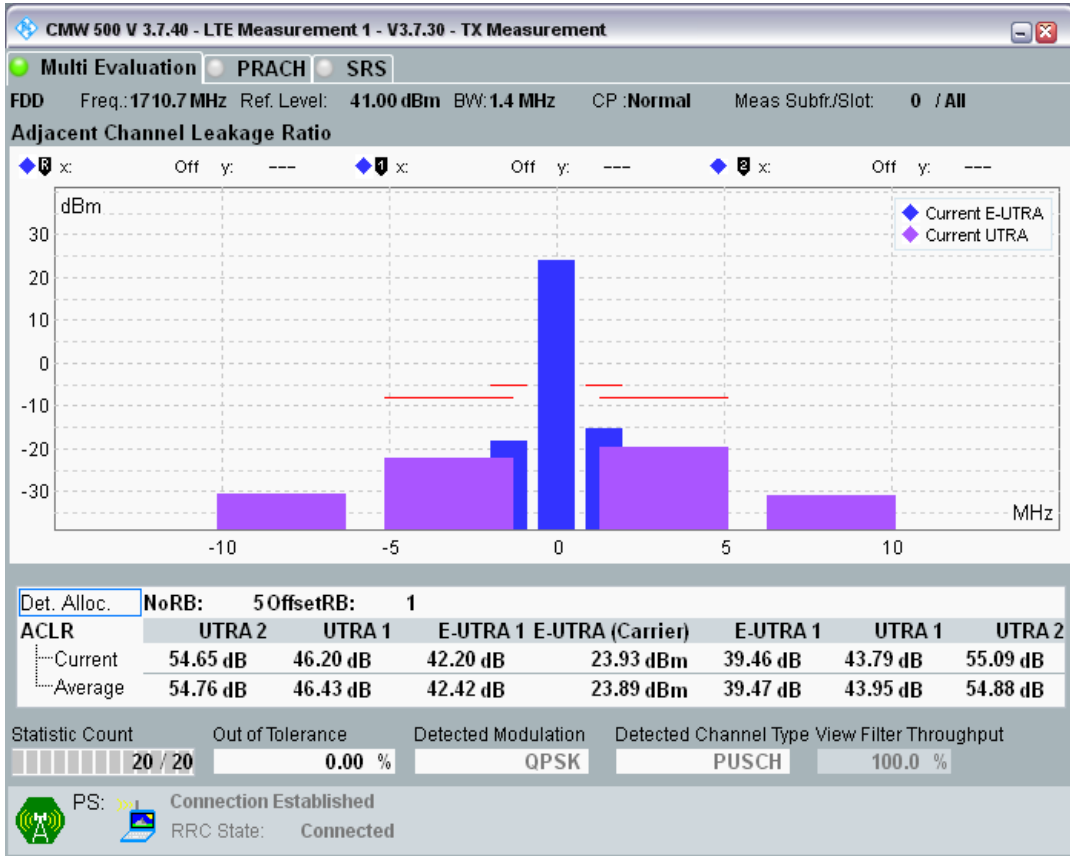 CMW 500 V 3.7.40 - LTE Measurement 1 - V3.7.30 - TX Measurement
Multi Evaluation PRACH SRS
FDD Freq.: 1710.7 MHz Ref. Level: 41.00 dBm BW: 1.4 MHz CP : Normal Meas Subfr./Slot: 0 / All
Adjacent Channel Leakage Ratio
R x: Off y: --- 1 x: Off y: --- 2 x: Off y: ---
dBm
Current E-UTRA
Current UTRA
30
20
10
0
-10
-20
-30
MHz
-10 -5 0 5 10
Det. Alloc. NoRB: 5 OffsetRB: 1
ACLR UTRA 2 UTRA 1 E-UTRA 1 E-UTRA (Carrier) E-UTRA 1 UTRA 1 UTRA 2
Current 54.65 dB 46.20 dB 42.20 dB 23.93 dBm 39.46 dB 43.79 dB 55.09 dB
Average 54.76 dB 46.43 dB 42.42 dB 23.89 dBm 39.47 dB 43.95 dB 54.88 dB
Statistic Count Out of Tolerance Detected Modulation Detected Channel Type View Filter Throughput
20 / 20 0.00 % QPSK PUSCH 100.0 %
PS: Connection Established
RRC State: Connected